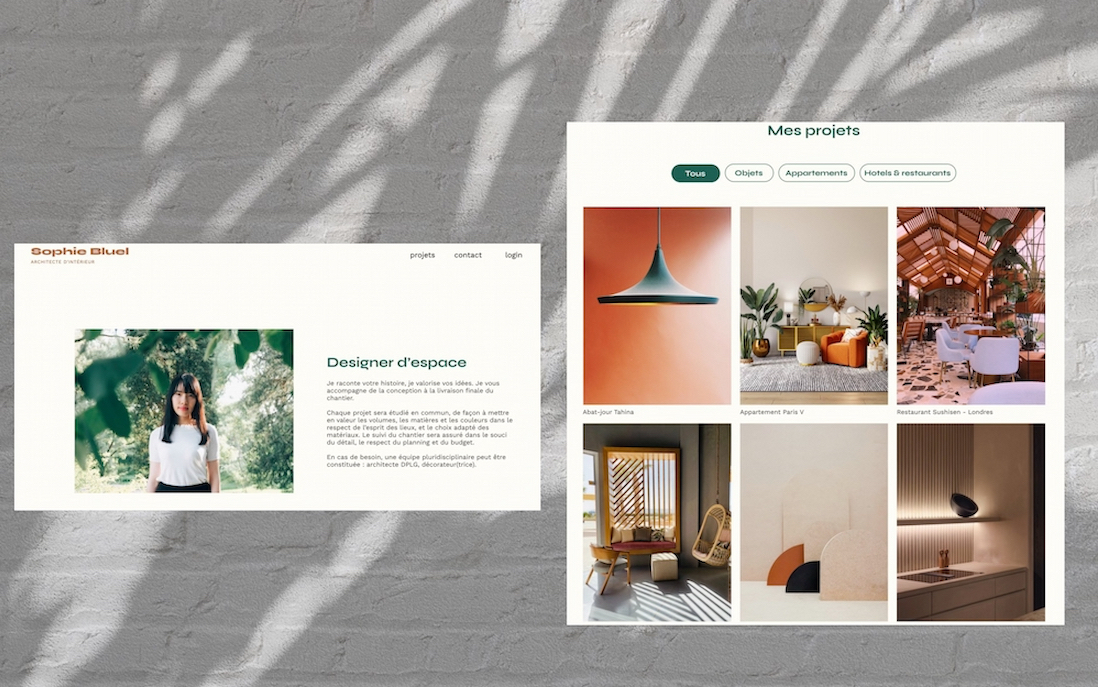 Sophie Bluel
ARCHITECTE D'INTÉRIEUR
projets contact login
Designer d'espace
Je raconte votre histoire, je valorise vos idées. Je vous
accompagne de la conception à la livraison finale du
chantier.
Chaque projet sera étudié en commun, de façon à mettre
en valeur les volumes, les matières et les couleurs dans le
respect de l'esprit des lieux, et le choix adapté des
matériaux. Le suivi du chantier sera assuré dans le souci
du détail, le respect du planning et du budget.
En cas de besoin, une équipe pluridisciplinaire peut être
constituée : architecte DPLG, décorateur(trice).
Mes projets
Tous Objets Appartements Hotels & restaurants
Abat-jour Tahina
Appartement Paris V
Restaurant Sushisen - Londres